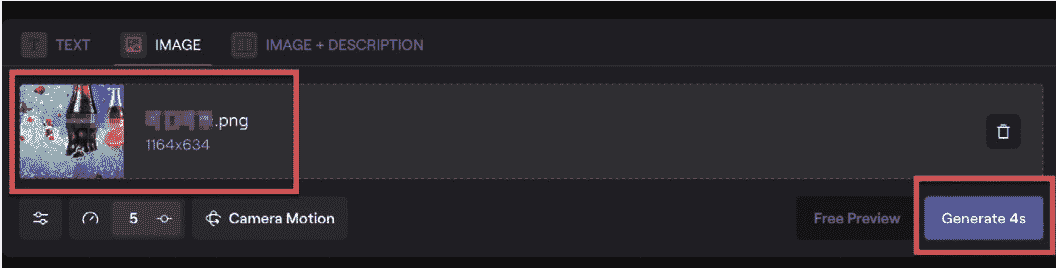 TEXT IMAGE IMAGE + DESCRIPTION
.png
1164x634
5 Camera Motion Free Preview Generate 4s